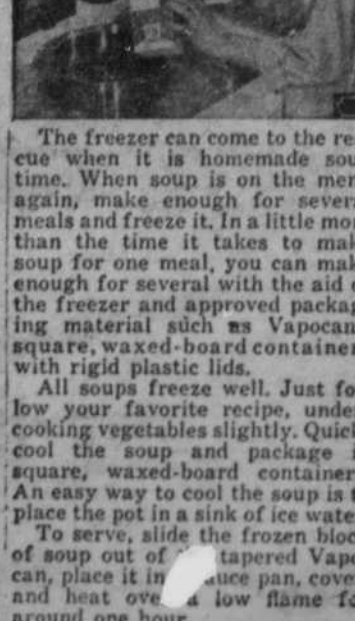 The freezer can come to the re
cue when it is homemade sou
time. When soup is on the men
again, make enough for severa
meals and freeze it. In a little mo
than the time it takes to mak
soup for one meal, you can mak
enough for several with the aid o
the freezer and approved packag
ing material such as Vapocan
square, waxed-board container
with rigid plastic lids.
All soups freeze well. Just fo
low your favorite recipe, unde
cooking vegetables slightly. Quick
cool the soup and package i
square, waxed-board container
An easy way to cool the soup is t
place the pot in a sink of ice wate
To serve, slide the frozen bloc
of soup out of tapered Vapo
can, place it in auce pan, cove
and heat ove a low flame fo
around one hour